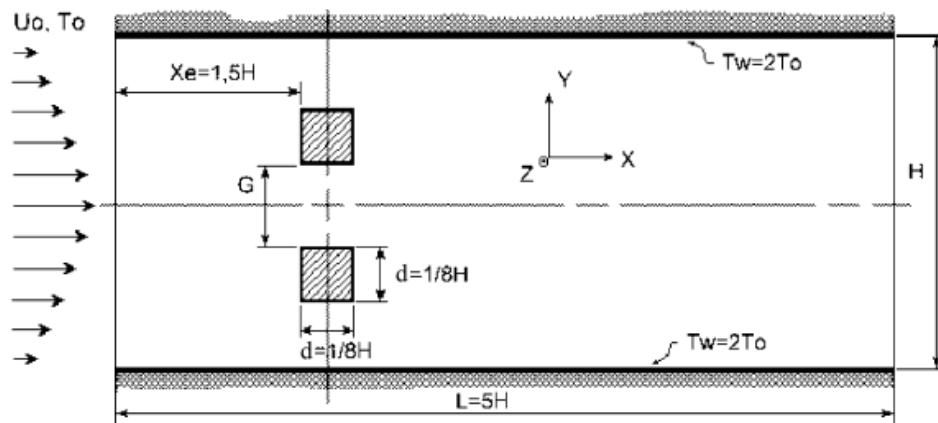 Uo, To
Tw=2To
Xe=1,5H
Y
X
Z
G
H
d=1/8H
d=1/8H
Tw=2To
L=5H